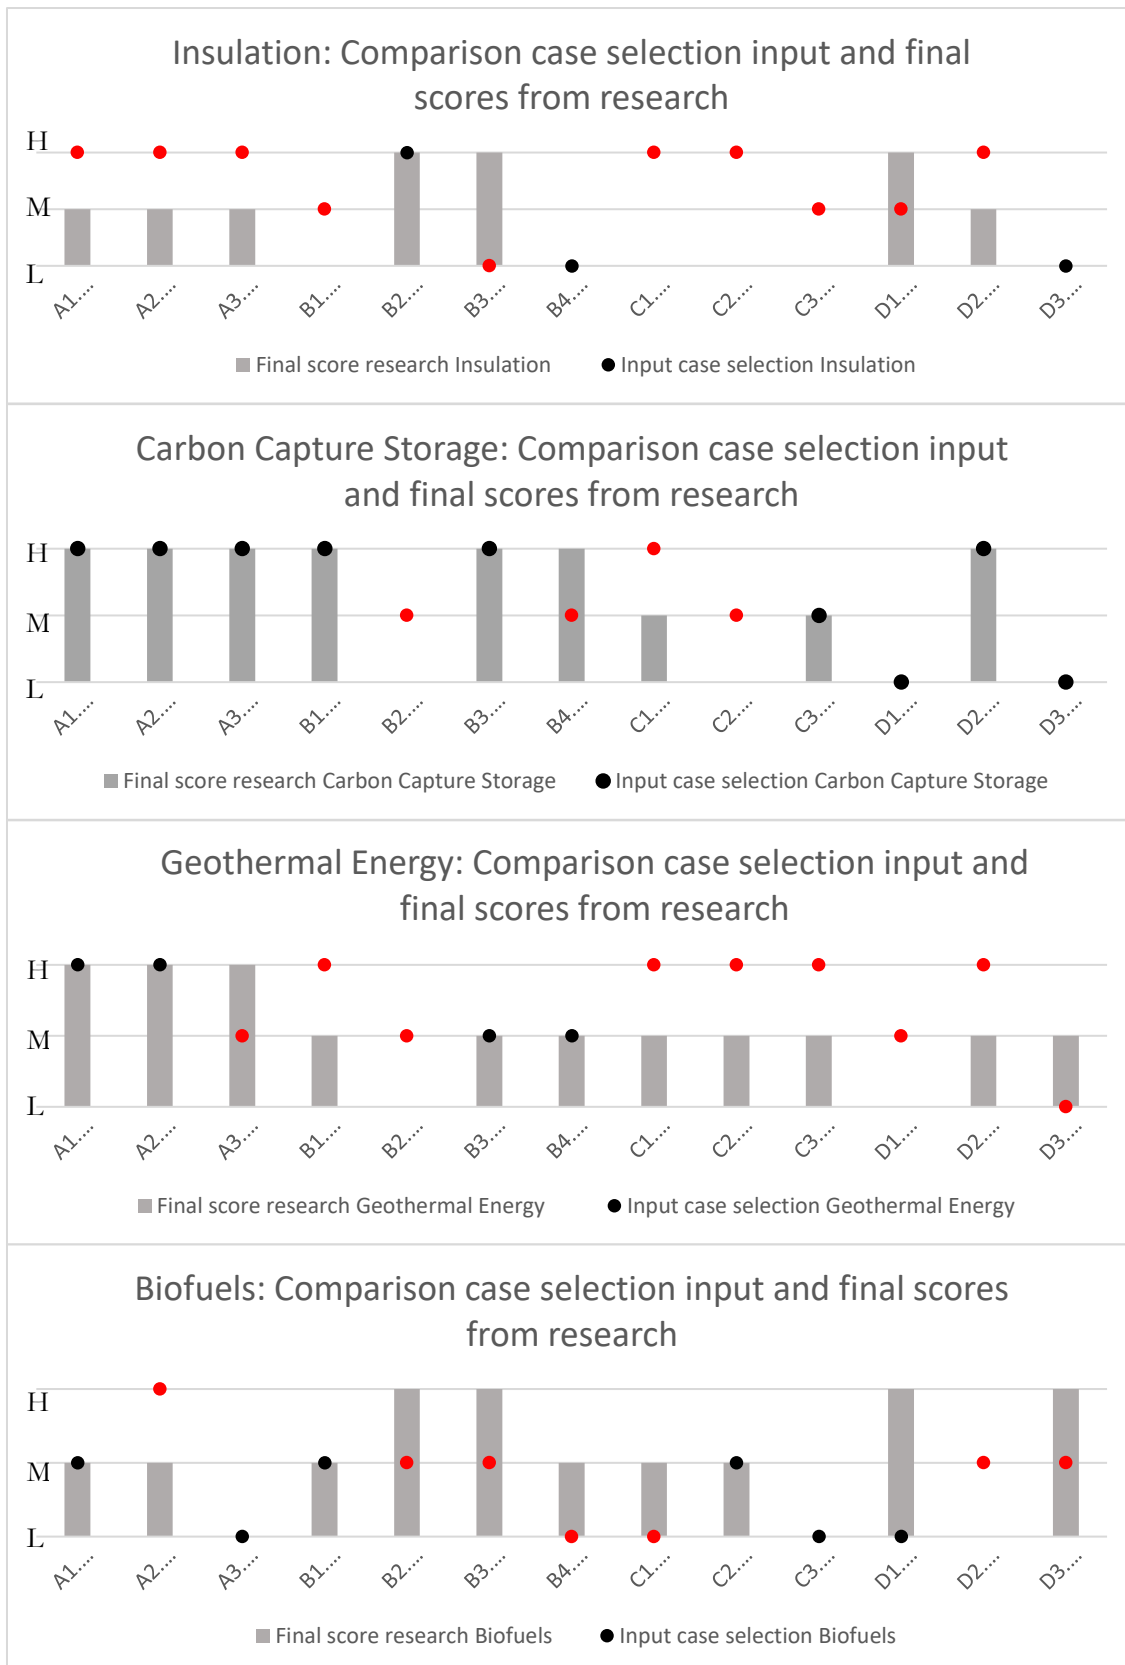 Insulation: Comparison case selection input and final
scores from research
H
M
L
A1.... A2.... A3.... B1.... B2.... B3.... B4.... C1.... C2.... C3.... D1.... D2.... D3....
Final score research Insulation Input case selection Insulation
Carbon Capture Storage: Comparison case selection input
and final scores from research
H
M
L
A1.... A2.... A3.... B1.... B2.... B3.... B4.... C1.... C2.... C3.... D1.... D2.... D3....
Final score research Carbon Capture Storage Input case selection Carbon Capture Storage
Geothermal Energy: Comparison case selection input and
final scores from research
H
M
L
A1.... A2.... A3.... B1.... B2.... B3.... B4.... C1.... C2.... C3.... D1.... D2.... D3....
Final score research Geothermal Energy Input case selection Geothermal Energy
Biofuels: Comparison case selection input and final scores
from research
H
M
L
A1.... A2.... A3.... B1.... B2.... B3.... B4.... C1.... C2.... C3.... D1.... D2.... D3....
Final score research Biofuels Input case selection Biofuels